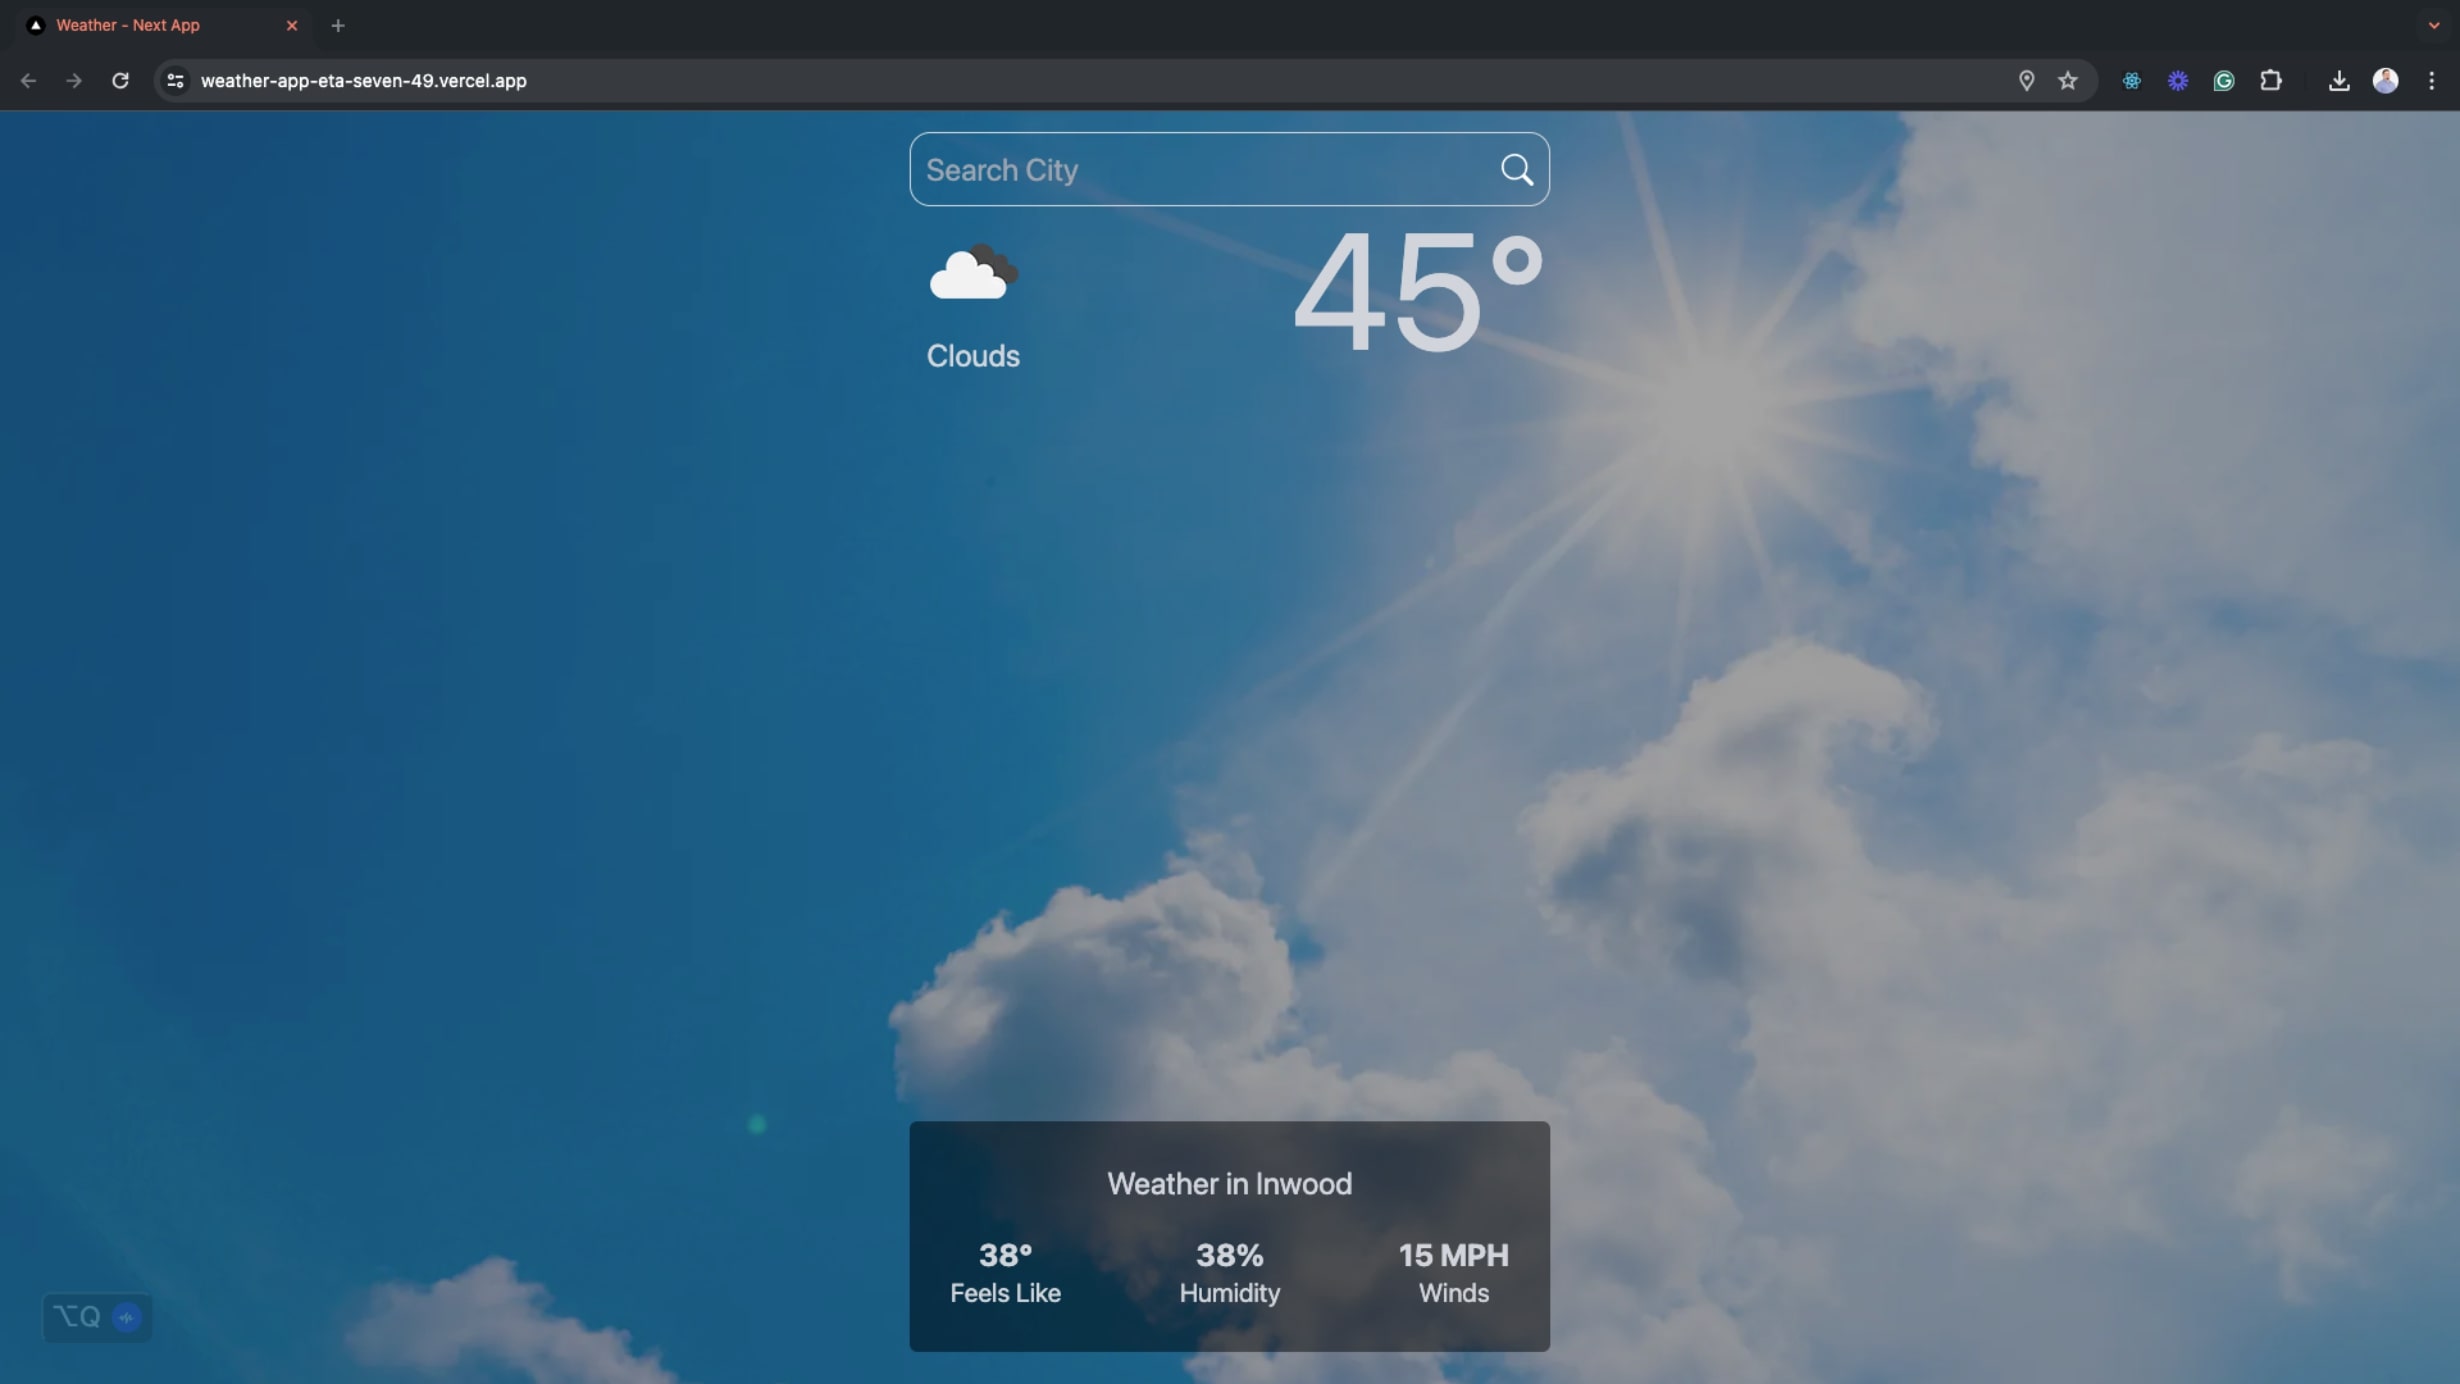 Weather - Next App
weather-app-eta-seven-49.vercel.app
Search City
45°
Clouds
Weather in Inwood
38° 38% 15 MPH
Feels Like Humidity Winds
⌥Q